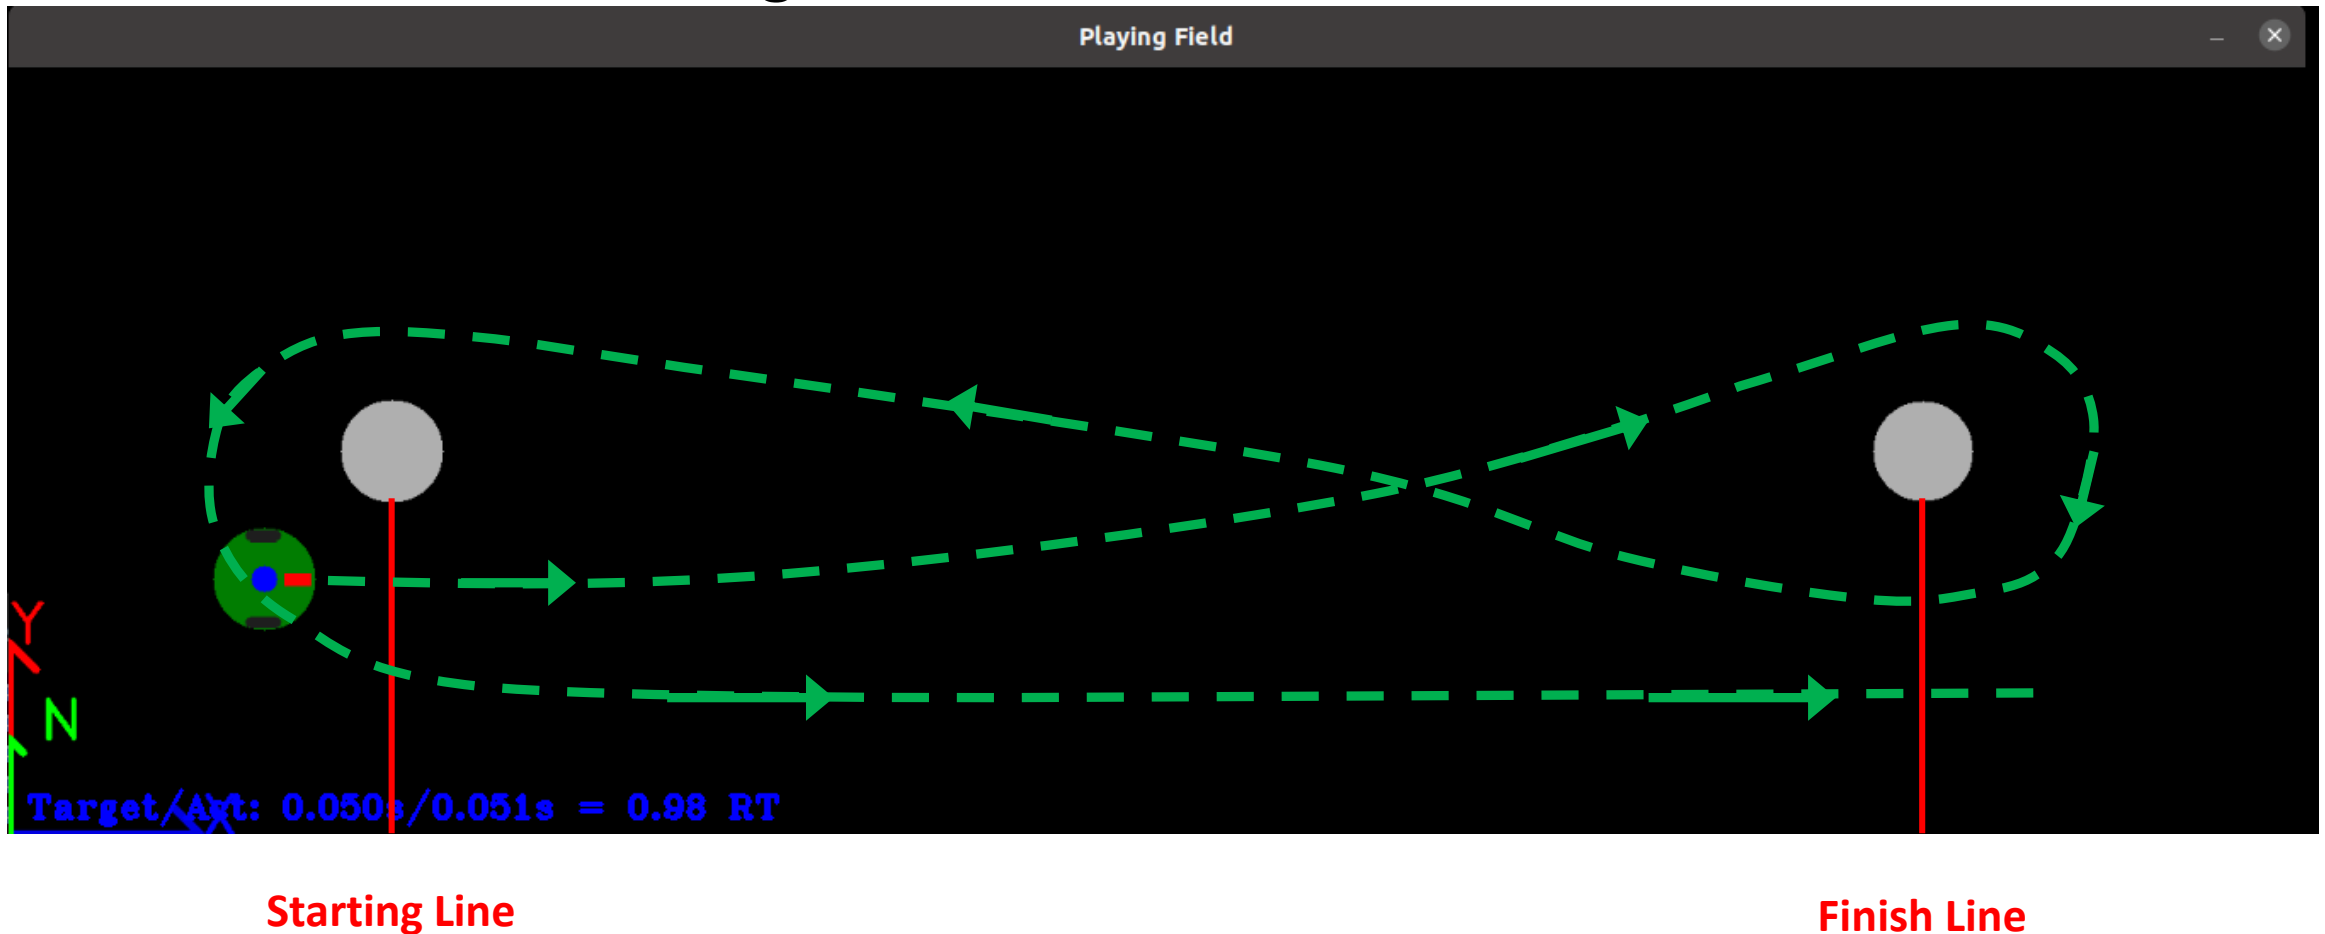 Playing Field
Y
N
Target/Act: 0.050s/0.051s = 0.98 RT
X
Starting Line
Finish Line